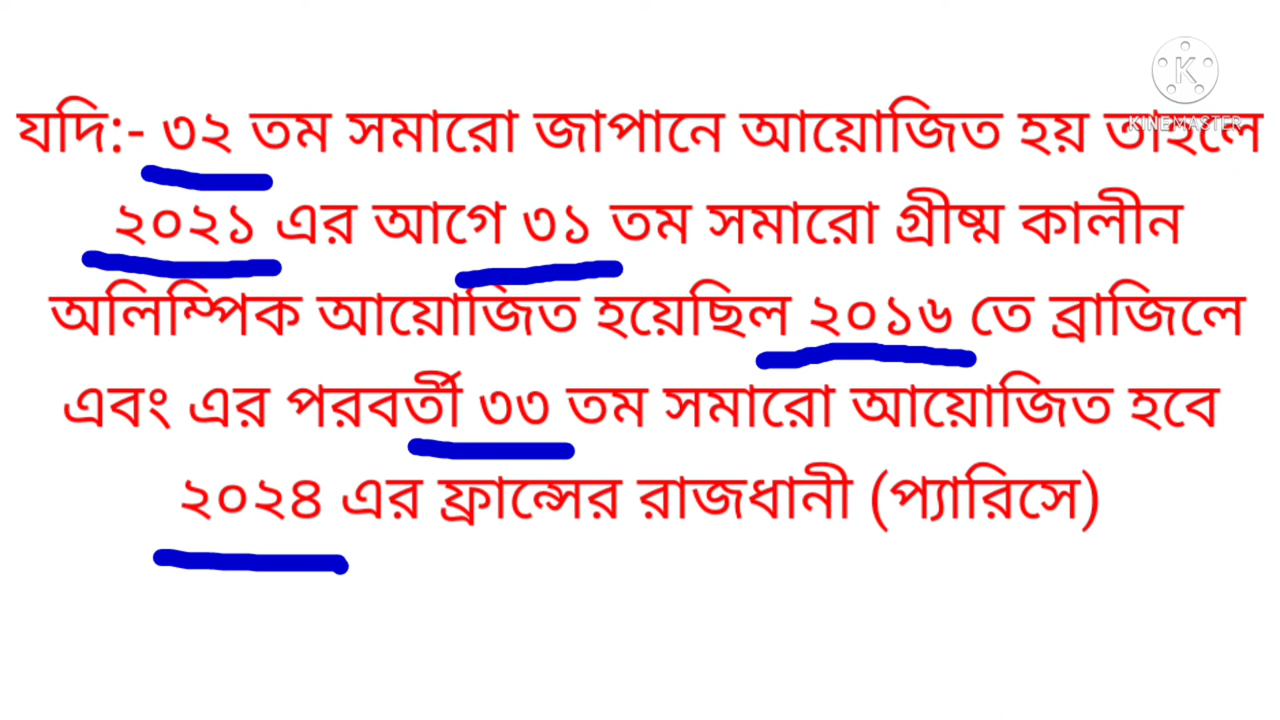 KINEMASTER
যদি:- ৩২ তম সমারো জাপানে আয়োজিত হয় তাহলে
২০২১ এর আগে ৩১ তম সমারো গ্রীষ্ম কালীন
অলিম্পিক আয়োজিত হয়েছিল ২০১৬ তে ব্রাজিলে
এবং এর পরবর্তী ৩৩ তম সমারো আয়োজিত হবে
২০২৪ এর ফ্রান্সের রাজধানী (প্যারিসে)